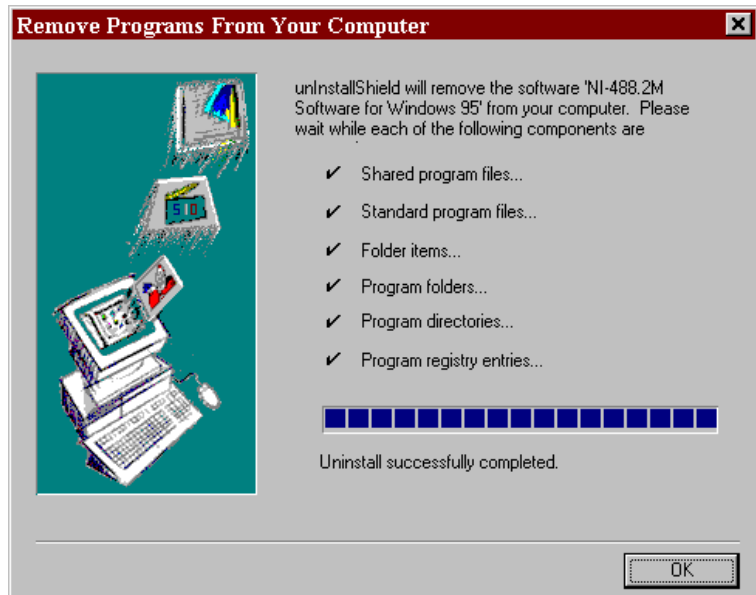 Remove Programs From Your Computer
unInstallShield will remove the software 'NI-488.2M
Software for Windows 95' from your computer. Please
wait while each of the following components are
✔ Shared program files...
✔ Standard program files...
✔ Folder items...
✔ Program folders...
✔ Program directories...
✔ Program registry entries...
510
Uninstall successfully completed.
OK